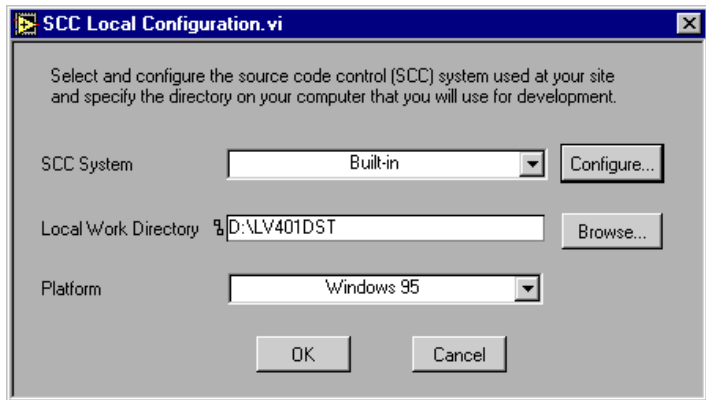 SCC Local Configuration.vi
Select and configure the source code control (SCC) system used at your site
and specify the directory on your computer that you will use for development.
SCC System Built-in Configure...
Local Work Directory D:\LV401DST Browse...
Platform Windows 95
OK Cancel